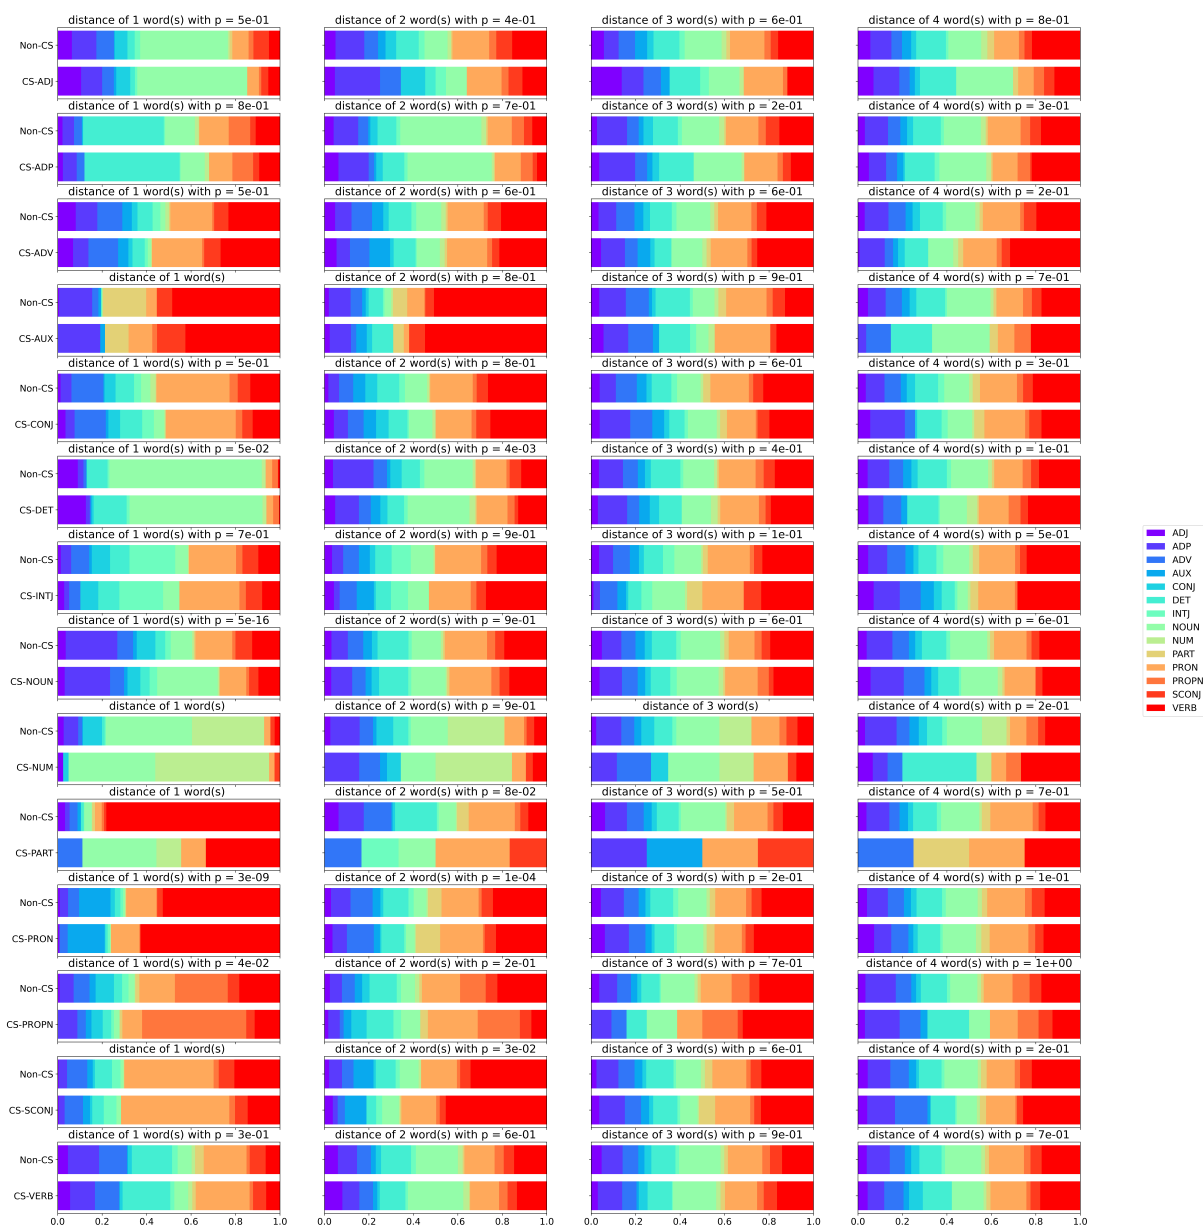 distance of 1 word(s) with p = 5e-01 distance of 2 word(s) with p = 4e-01 distance of 3 word(s) with p = 6e-01 distance of 4 word(s) with p = 8e-01
Non-CS
CS-ADJ
distance of 1 word(s) with p = 8e-01 distance of 2 word(s) with p = 7e-01 distance of 3 word(s) with p = 2e-01 distance of 4 word(s) with p = 3e-01
Non-CS
CS-ADP
distance of 1 word(s) with p = 5e-01 distance of 2 word(s) with p = 6e-01 distance of 3 word(s) with p = 6e-01 distance of 4 word(s) with p = 2e-01
Non-CS
CS-ADV
distance of 1 word(s) distance of 2 word(s) with p = 8e-01 distance of 3 word(s) with p = 9e-01 distance of 4 word(s) with p = 7e-01
Non-CS
CS-AUX
distance of 1 word(s) with p = 5e-01 distance of 2 word(s) with p = 8e-01 distance of 3 word(s) with p = 6e-01 distance of 4 word(s) with p = 3e-01
Non-CS
CS-CONJ
distance of 1 word(s) with p = 5e-02 distance of 2 word(s) with p = 4e-03 distance of 3 word(s) with p = 4e-01 distance of 4 word(s) with p = 1e-01
Non-CS
CS-DET
distance of 1 word(s) with p = 7e-01 distance of 2 word(s) with p = 9e-01 distance of 3 word(s) with p = 1e-01 distance of 4 word(s) with p = 5e-01
Non-CS
CS-INTJ
distance of 1 word(s) with p = 5e-16 distance of 2 word(s) with p = 9e-01 distance of 3 word(s) with p = 6e-01 distance of 4 word(s) with p = 6e-01
Non-CS
CS-NOUN
distance of 1 word(s) distance of 2 word(s) with p = 9e-01 distance of 3 word(s) distance of 4 word(s) with p = 2e-01
Non-CS
CS-NUM
distance of 1 word(s) distance of 2 word(s) with p = 8e-02 distance of 3 word(s) with p = 5e-01 distance of 4 word(s) with p = 7e-01
Non-CS
CS-PART
distance of 1 word(s) with p = 3e-09 distance of 2 word(s) with p = 1e-04 distance of 3 word(s) with p = 2e-01 distance of 4 word(s) with p = 1e-01
Non-CS
CS-PRON
distance of 1 word(s) with p = 4e-02 distance of 2 word(s) with p = 2e-01 distance of 3 word(s) with p = 7e-01 distance of 4 word(s) with p = 1e+00
Non-CS
CS-PROPN
distance of 1 word(s) distance of 2 word(s) with p = 3e-02 distance of 3 word(s) with p = 6e-01 distance of 4 word(s) with p = 2e-01
Non-CS
CS-SCONJ
distance of 1 word(s) with p = 3e-01 distance of 2 word(s) with p = 6e-01 distance of 3 word(s) with p = 9e-01 distance of 4 word(s) with p = 7e-01
Non-CS
CS-VERB
0.0 0.2 0.4 0.6 0.8 1.0 0.0 0.2 0.4 0.6 0.8 1.0 0.0 0.2 0.4 0.6 0.8 1.0 0.0 0.2 0.4 0.6 0.8 1.0
ADJ
ADP
ADV
AUX
CONJ
DET
INTJ
NOUN
NUM
PART
PRON
PROPN
SCONJ
VERB